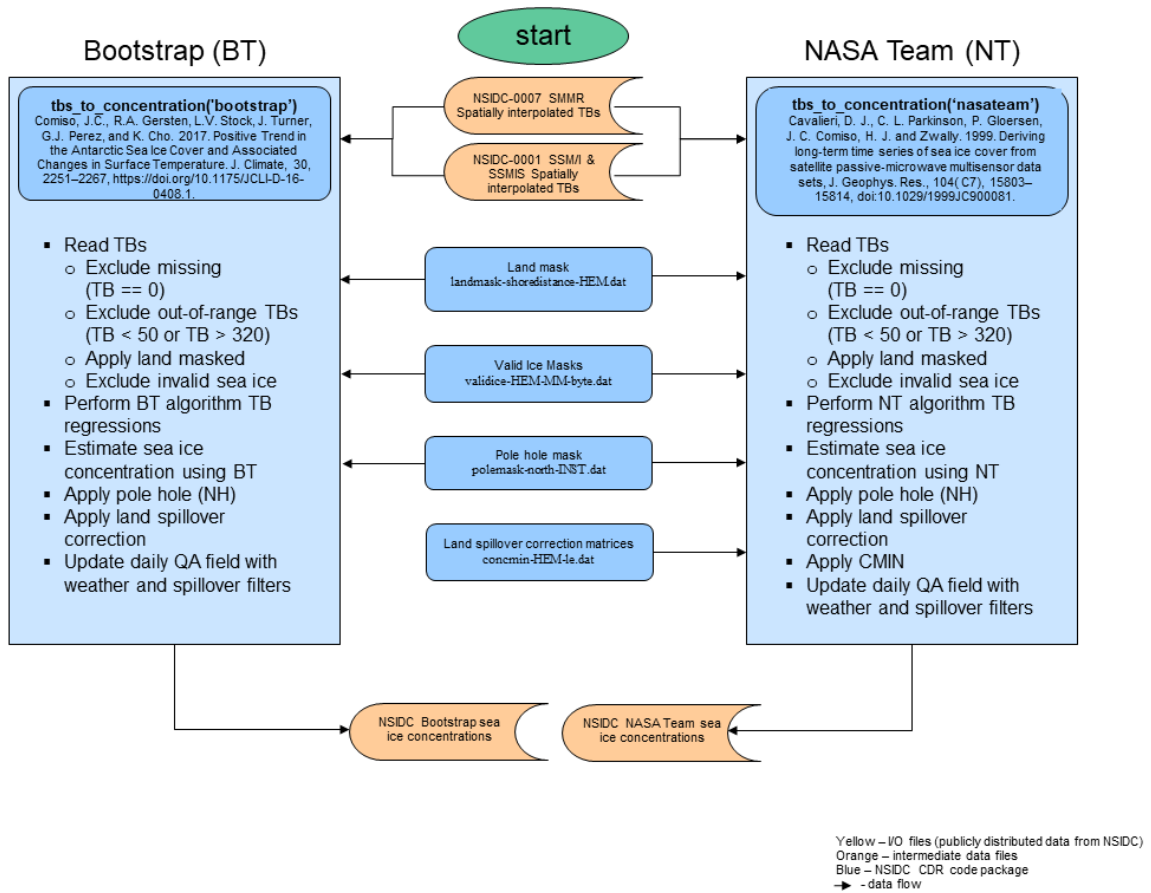 start
Bootstrap (BT)
NASA Team (NT)
tbs_to_concentration('bootstrap')
Comiso, J.C., R.A. Gersten, L.V. Stock, J. Turner,
G.J. Perez, and K. Cho. 2017. Positive Trend in
the Antarctic Sea Ice Cover and Associated
Changes in Surface Temperature. J. Climate, 30,
2251–2267, https://doi.org/10.1175/JCLI-D-16-
0408.1.
Read TBs
Exclude missing
(TB == 0)
Exclude out-of-range TBs
(TB < 50 or TB > 320)
Apply land masked
Exclude invalid sea ice
Perform BT algorithm TB
regressions
Estimate sea ice
concentration using BT
Apply pole hole (NH)
Apply land spillover
correction
Update daily QA field with
weather and spillover filters
NSIDC-0007 SMMR
Spatially interpolated TBs
NSIDC-0001 SSM/I &
SSMIS Spatially
interpolated TBs
Land mask
landmask-shoredistance-HEM.dat
Valid Ice Masks
validice-HEM-MM-byte.dat
Pole hole mask
polemask-north-INST.dat
Land spillover correction matrices
concmin-HEM-le.dat
tbs_to_concentration(‘nasateam’)
Cavalieri, D. J., C. L. Parkinson, P. Gloersen,
J. C. Comiso, H. J. and Zwally. 1999. Deriving
long-term time series of sea ice cover from
satellite passive-microwave multisensor data
sets, J. Geophys. Res., 104( C7), 15803–
15814, doi:10.1029/1999JC900081.
Read TBs
Exclude missing
(TB == 0)
Exclude out-of-range TBs
(TB < 50 or TB > 320)
Apply land masked
Exclude invalid sea ice
Perform NT algorithm TB
regressions
Estimate sea ice
concentration using NT
Apply pole hole (NH)
Apply land spillover
correction
Apply CMIN
Update daily QA field with
weather and spillover filters
NSIDC Bootstrap sea
ice concentrations
NSIDC NASA Team sea
ice concentrations
Yellow – I/O files (publicly distributed data from NSIDC)
Orange – intermediate data files
Blue – NSIDC CDR code package
- data flow